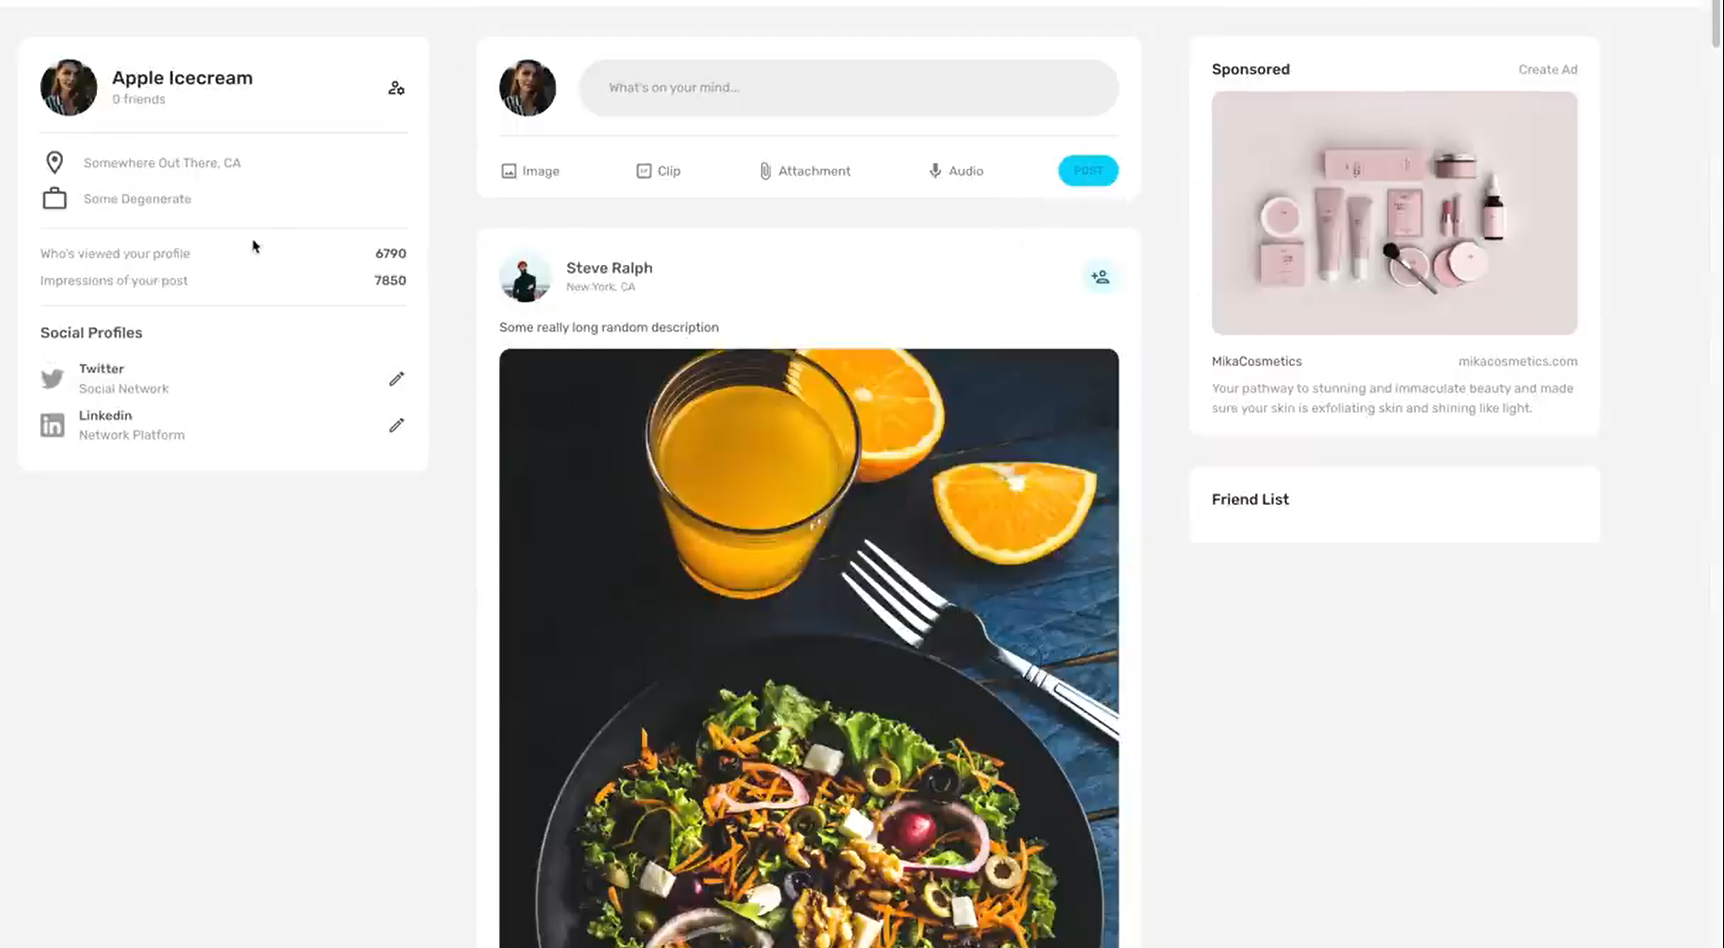 Apple Icecream
0 friends
Somewhere Out There, CA
Some Degenerate
Who's viewed your profile 6790
Impressions of your post 7850
Social Profiles
Twitter
Social Network
Linkedin
Network Platform
What's on your mind...
Image Clip Attachment Audio POST
Steve Ralph
New York, CA
Some really long random description
Sponsored Create Ad
MikaCosmetics mikacosmetics.com
Your pathway to stunning and immaculate beauty and made
sure your skin is exfoliating skin and shining like light.
Friend List